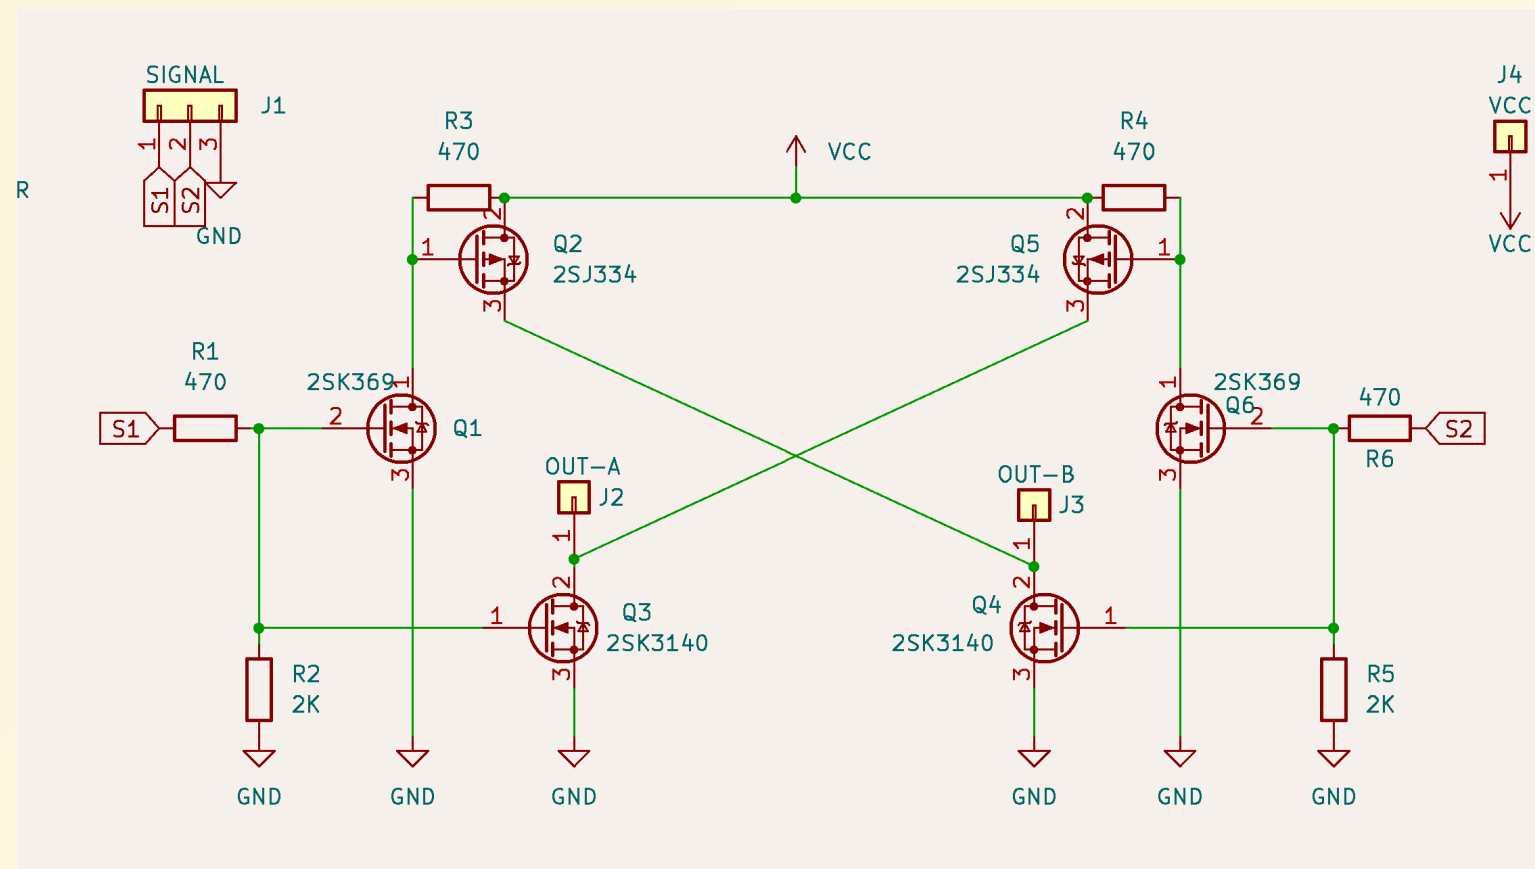 SIGNAL
J1
1
2
3
S1
S2
GND
R
R3
470
VCC
R4
470
J4
VCC
1
VCC
2
1
Q2
2SJ334
3
2
1
Q5
2SJ334
3
R1
470
S1
2SK369
1
2
Q1
3
OUT-A
J2
1
2
Q3
1
2SK3140
3
OUT-B
J3
1
2
Q4
1
2SK3140
3
1
2SK369
Q6
2
3
470
R6
S2
R2
2K
R5
2K
GND
GND
GND
GND
GND
GND